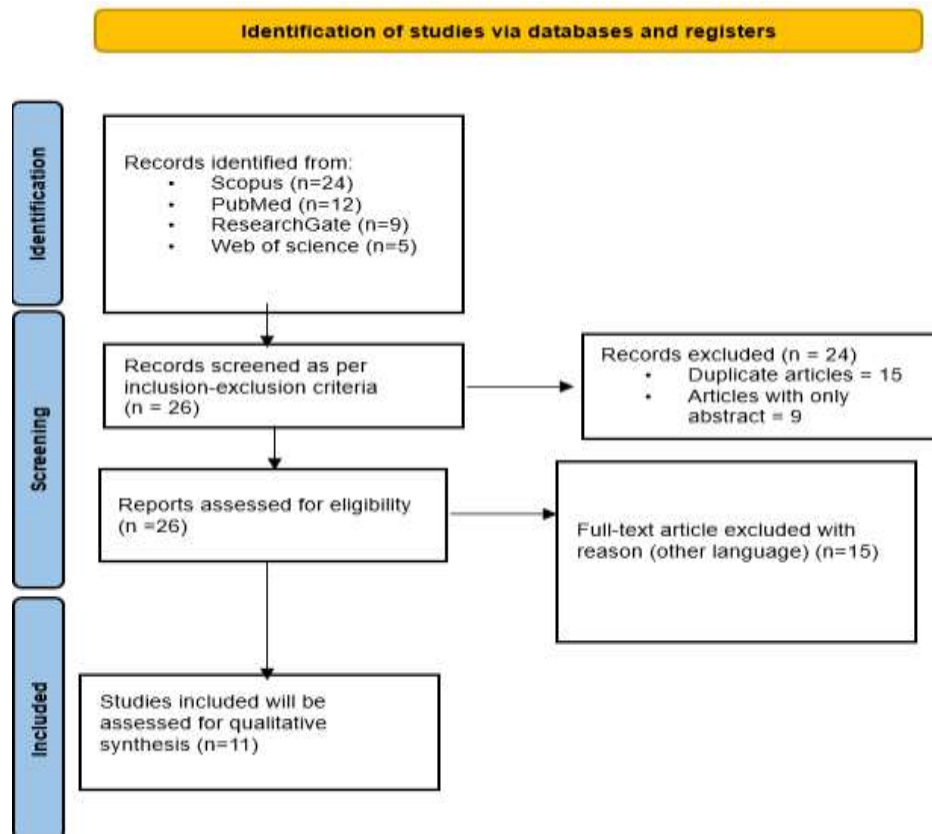 Identification of studies via databases and registers
Identification
Records identified from:
• Scopus (n=24)
• PubMed (n=12)
• ResearchGate (n=9)
• Web of science (n=5)
Screening
Records screened as per
inclusion-exclusion criteria
(n = 26)
Records excluded (n = 24)
• Duplicate articles = 15
• Articles with only
abstract = 9
Reports assessed for eligibility
(n =26)
Full-text article excluded with
reason (other language) (n=15)
Included
Studies included will be
assessed for qualitative
synthesis (n=11)